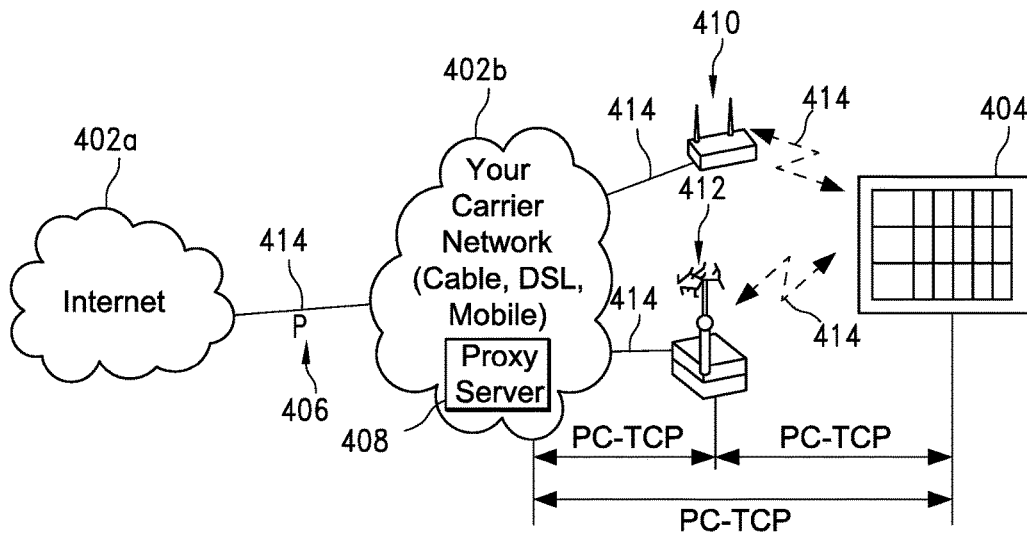 410
402b
414
414
404
402a
Your
Carrier
Network
(Cable, DSL,
Mobile)
412
414
Internet
P
414
414
406
Proxy
Server
408
PC-TCP
PC-TCP
PC-TCP